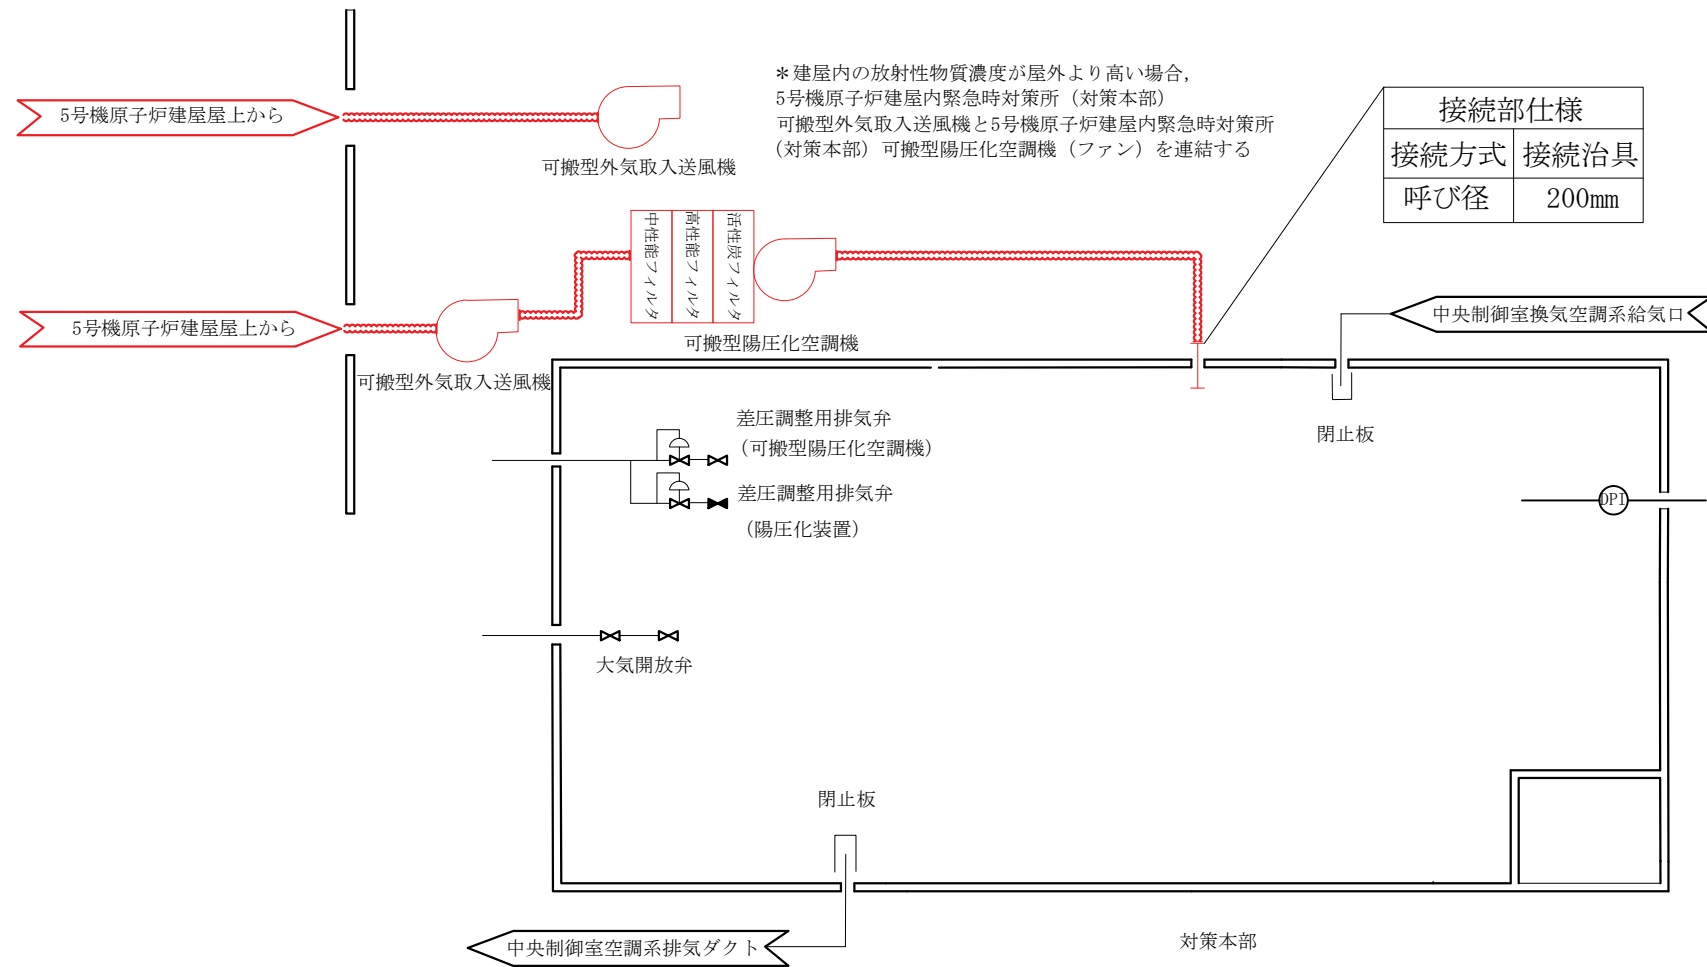 5号機原子炉建屋屋上から
可搬型外気取入送風機
＊建屋内の放射性物質濃度が屋外より高い場合，
5号機原子炉建屋内緊急時対策所（対策本部）
可搬型外気取入送風機と5号機原子炉建屋内緊急時対策所
（対策本部）可搬型陽圧化空調機（ファン）を連結する
接続部仕様
接続方式 接続治具
呼び径 200mm
中性能フィルタ
高性能フィルタ
活性炭フィルタ
可搬型陽圧化空調機
5号機原子炉建屋屋上から
可搬型外気取入送風機
中央制御室換気空調系給気口
閉止板
差圧調整用排気弁
（可搬型陽圧化空調機）
差圧調整用排気弁
（陽圧化装置）
DPI
大気開放弁
閉止板
中央制御室空調系排気ダクト
対策本部